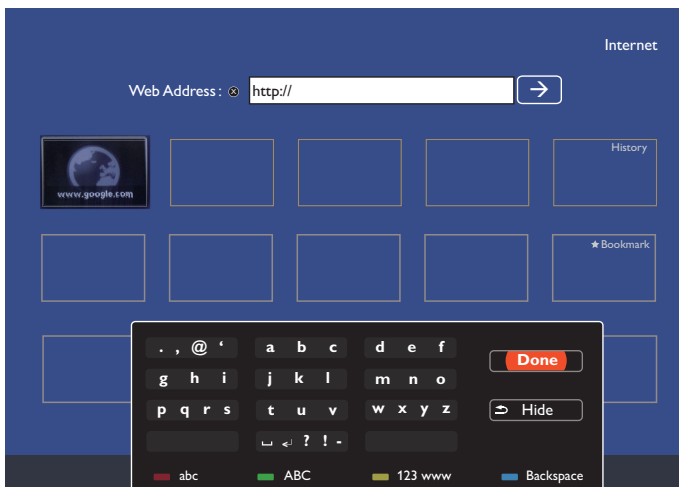 Internet
Web Address : http://
www.google.com
History
★ Bookmark
. , @ ‘ a b c d e f
Done
g h i j k l m n o
p q r s t u v w x y z
Hide
␣ ↵ ? ! -
abc ABC 123 www Backspace